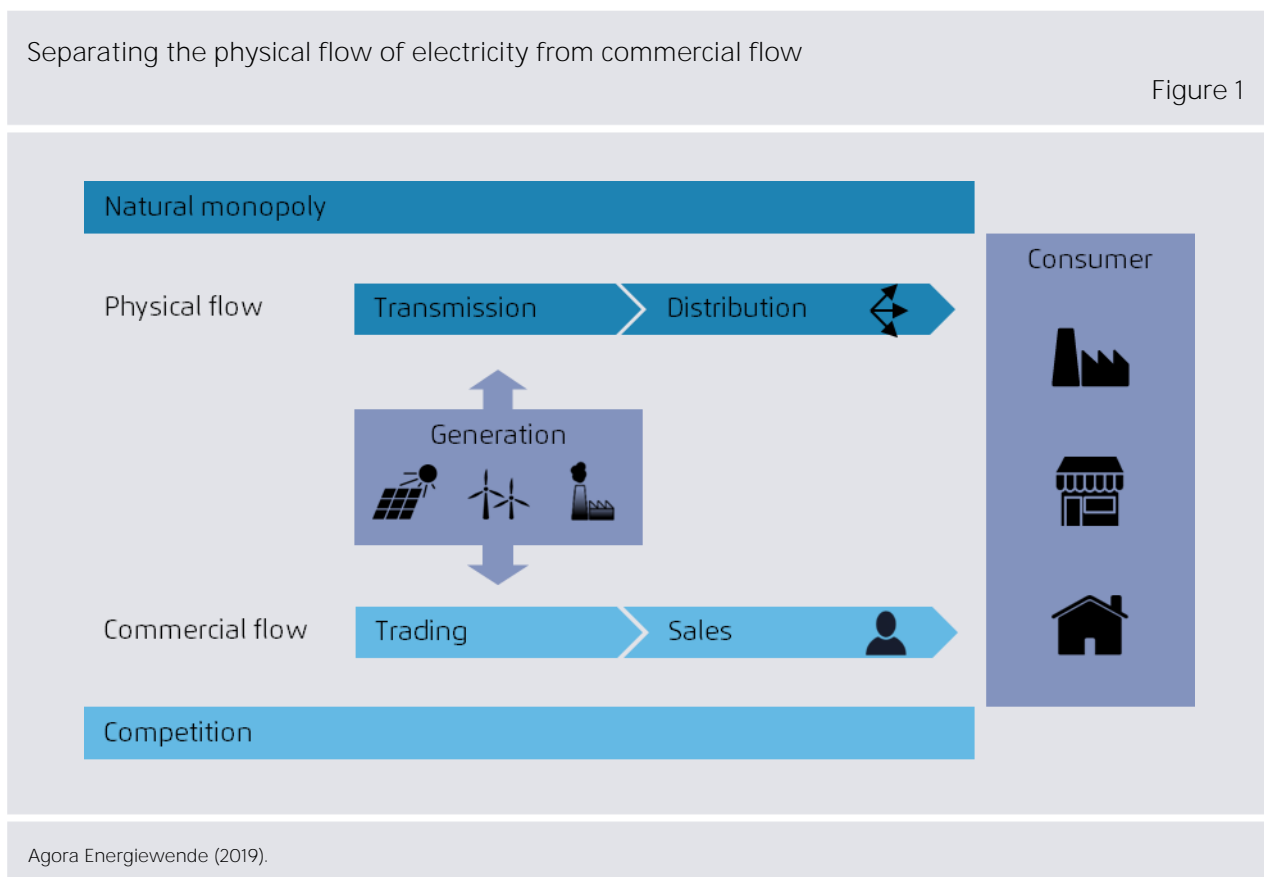 Separating the physical flow of electricity from commercial flow
Figure 1
Natural monopoly
Consumer
Physical flow
Transmission
Distribution
Generation
Commercial flow
Trading
Sales
Competition
Agora Energiewende (2019).